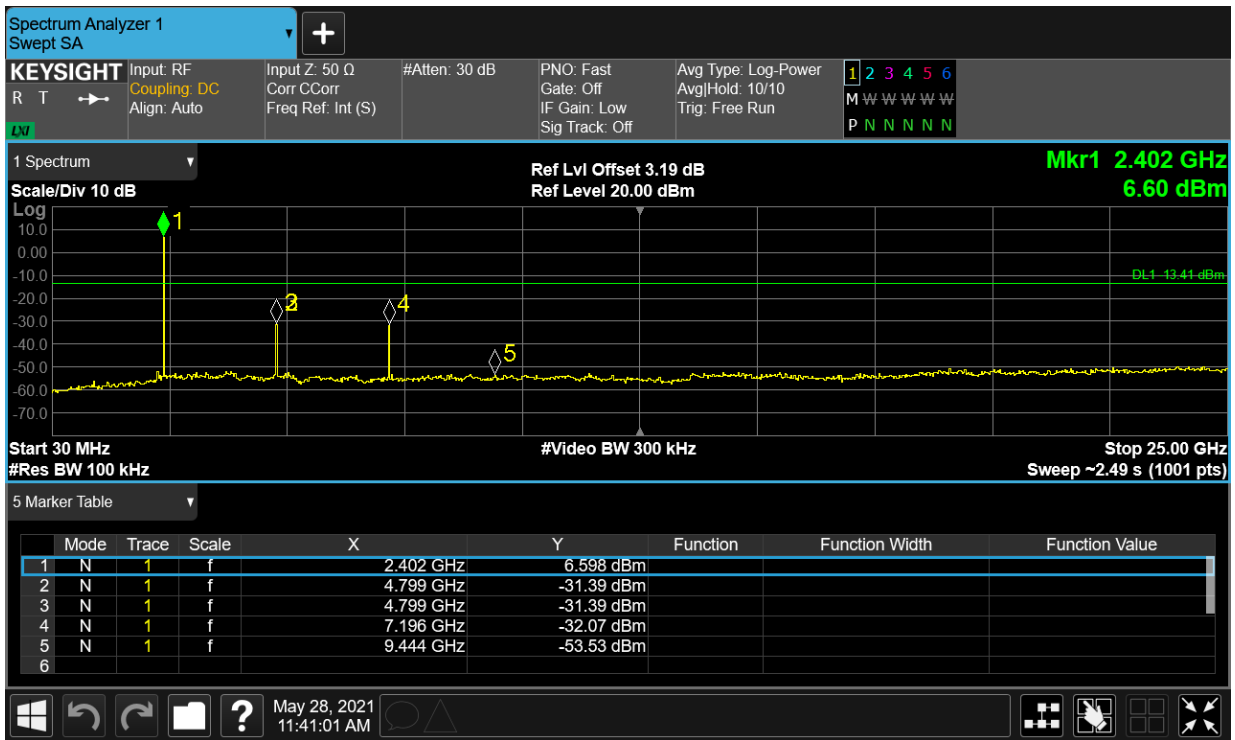 Spectrum Analyzer 1
Swept SA
KEYSIGHT
R T
LXI
Input: RF
Coupling: DC
Align: Auto
Input Z: 50 Ω
Corr CCorr
Freq Ref: Int (S)
#Atten: 30 dB
PNO: Fast
Gate: Off
IF Gain: Low
Sig Track: Off
Avg Type: Log-Power
Avg|Hold: 10/10
Trig: Free Run
1 2 3 4 5 6
M W W W W W
P N N N N N
1 Spectrum
Scale/Div 10 dB
Ref Lvl Offset 3.19 dB
Ref Level 20.00 dBm
Mkr1 2.402 GHz
6.60 dBm
Log
10.0
0.00
-10.0
-20.0
-30.0
-40.0
-50.0
-60.0
-70.0
1
3
4
5
DL1 -13.41 dBm
Start 30 MHz
#Res BW 100 kHz
#Video BW 300 kHz
Stop 25.00 GHz
Sweep ~2.49 s (1001 pts)
5 Marker Table
Mode Trace Scale X Y Function Function Width Function Value
1 N 1 f 2.402 GHz 6.598 dBm
2 N 1 f 4.799 GHz -31.39 dBm
3 N 1 f 4.799 GHz -31.39 dBm
4 N 1 f 7.196 GHz -32.07 dBm
5 N 1 f 9.444 GHz -53.53 dBm
6
?
May 28, 2021
11:41:01 AM